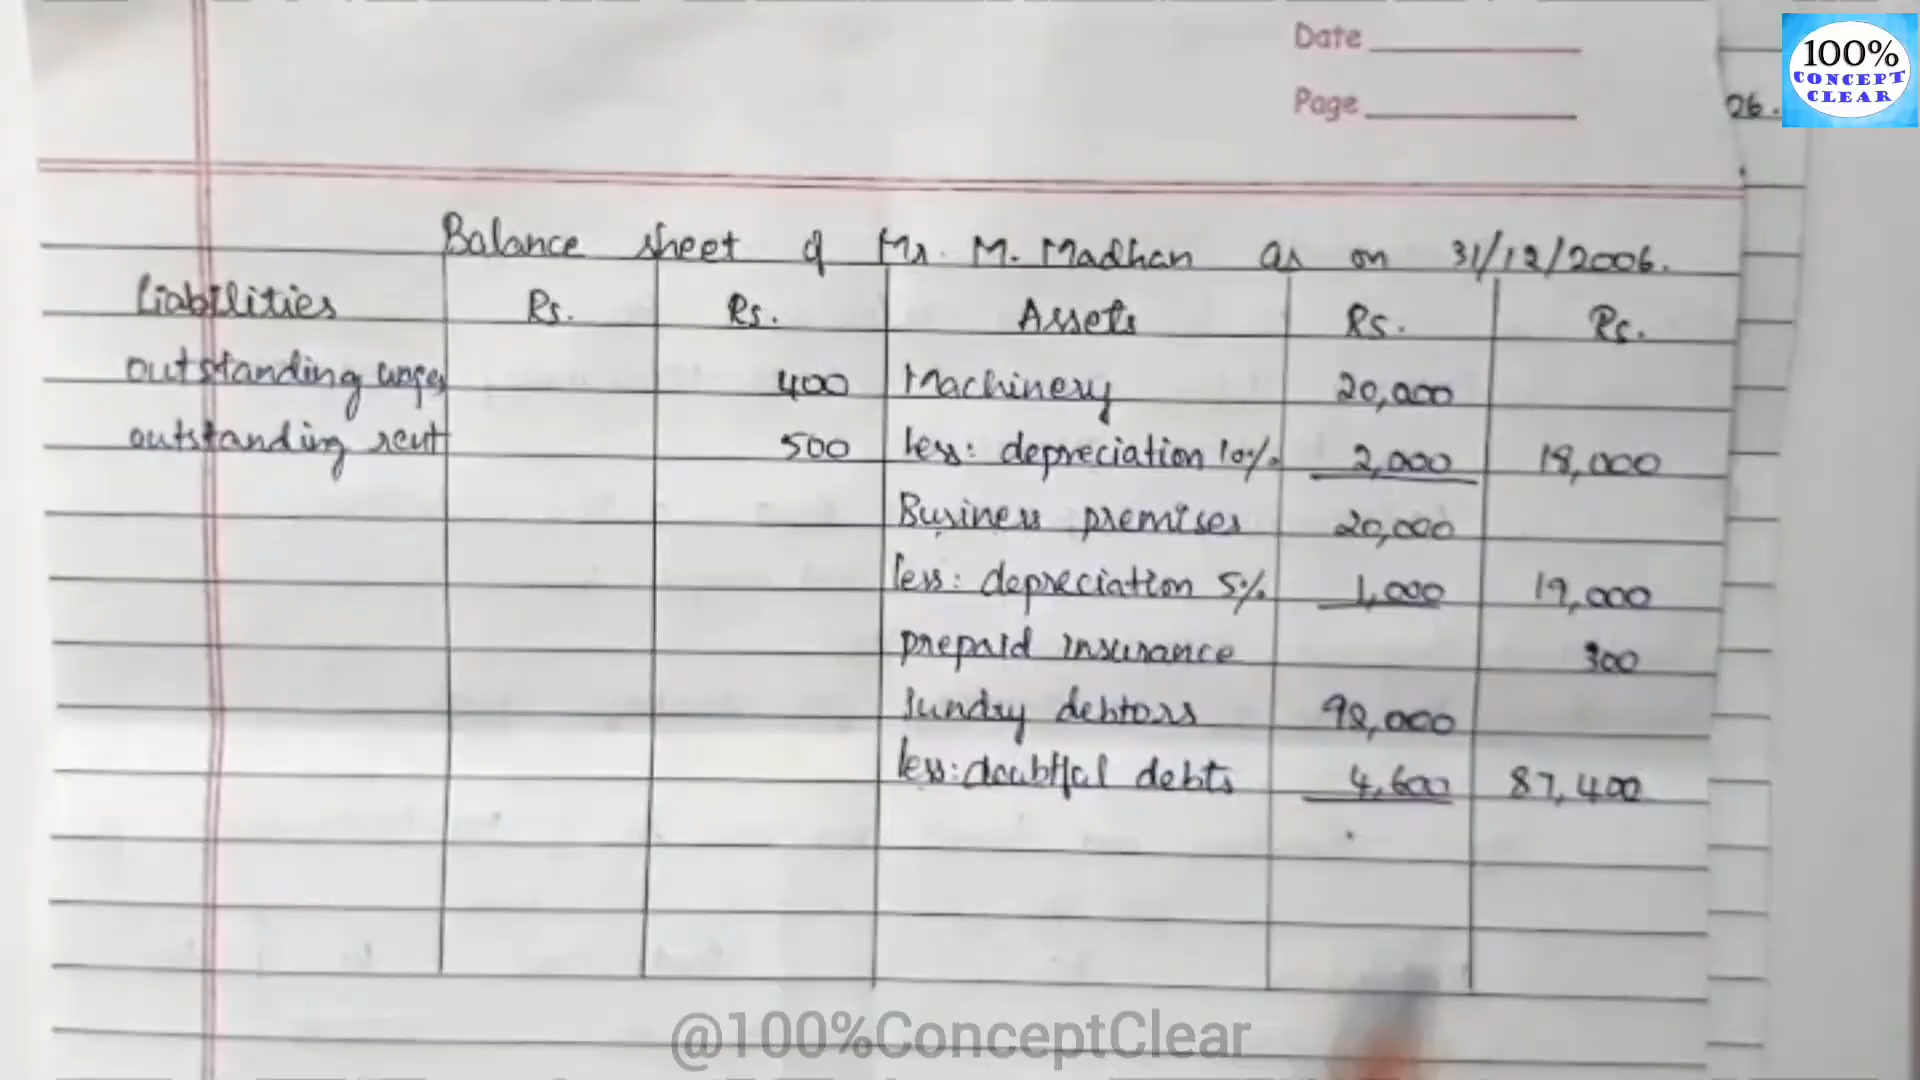 Date
Page
100%
CONCEPT
CLEAR
06.
Balance sheet of Mr. M. Madhan as on 31/12/2006.
Liabilities Rs. Rs. Assets Rs. Rs.
outstanding wages 400 Machinery 20,000
outstanding rent 500 less: depreciation 10% 2,000 18,000
Business premises 20,000
less: depreciation 5% 1,000 19,000
prepaid insurance 300
Sundry debtors 92,000
less: doubtful debts 4,600 87,400
@100%ConceptClear